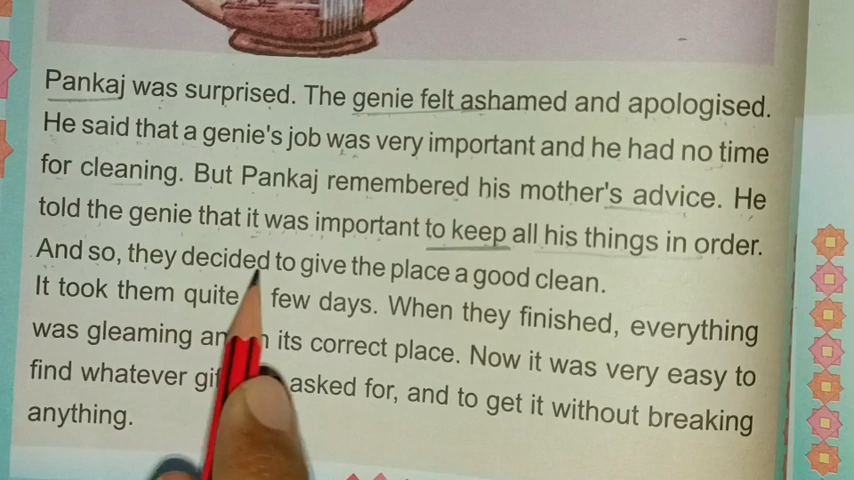 Pankaj was surprised. The genie felt ashamed and apologised.
He said that a genie's job was very important and he had no time
for cleaning. But Pankaj remembered his mother's advice. He
told the genie that it was important to keep all his things in order.
And so, they decided to give the place a good clean.
It took them quite few days. When they finished, everything
was gleaming its correct place. Now it was very easy to
find whatever asked for, and to get it without breaking
anything.